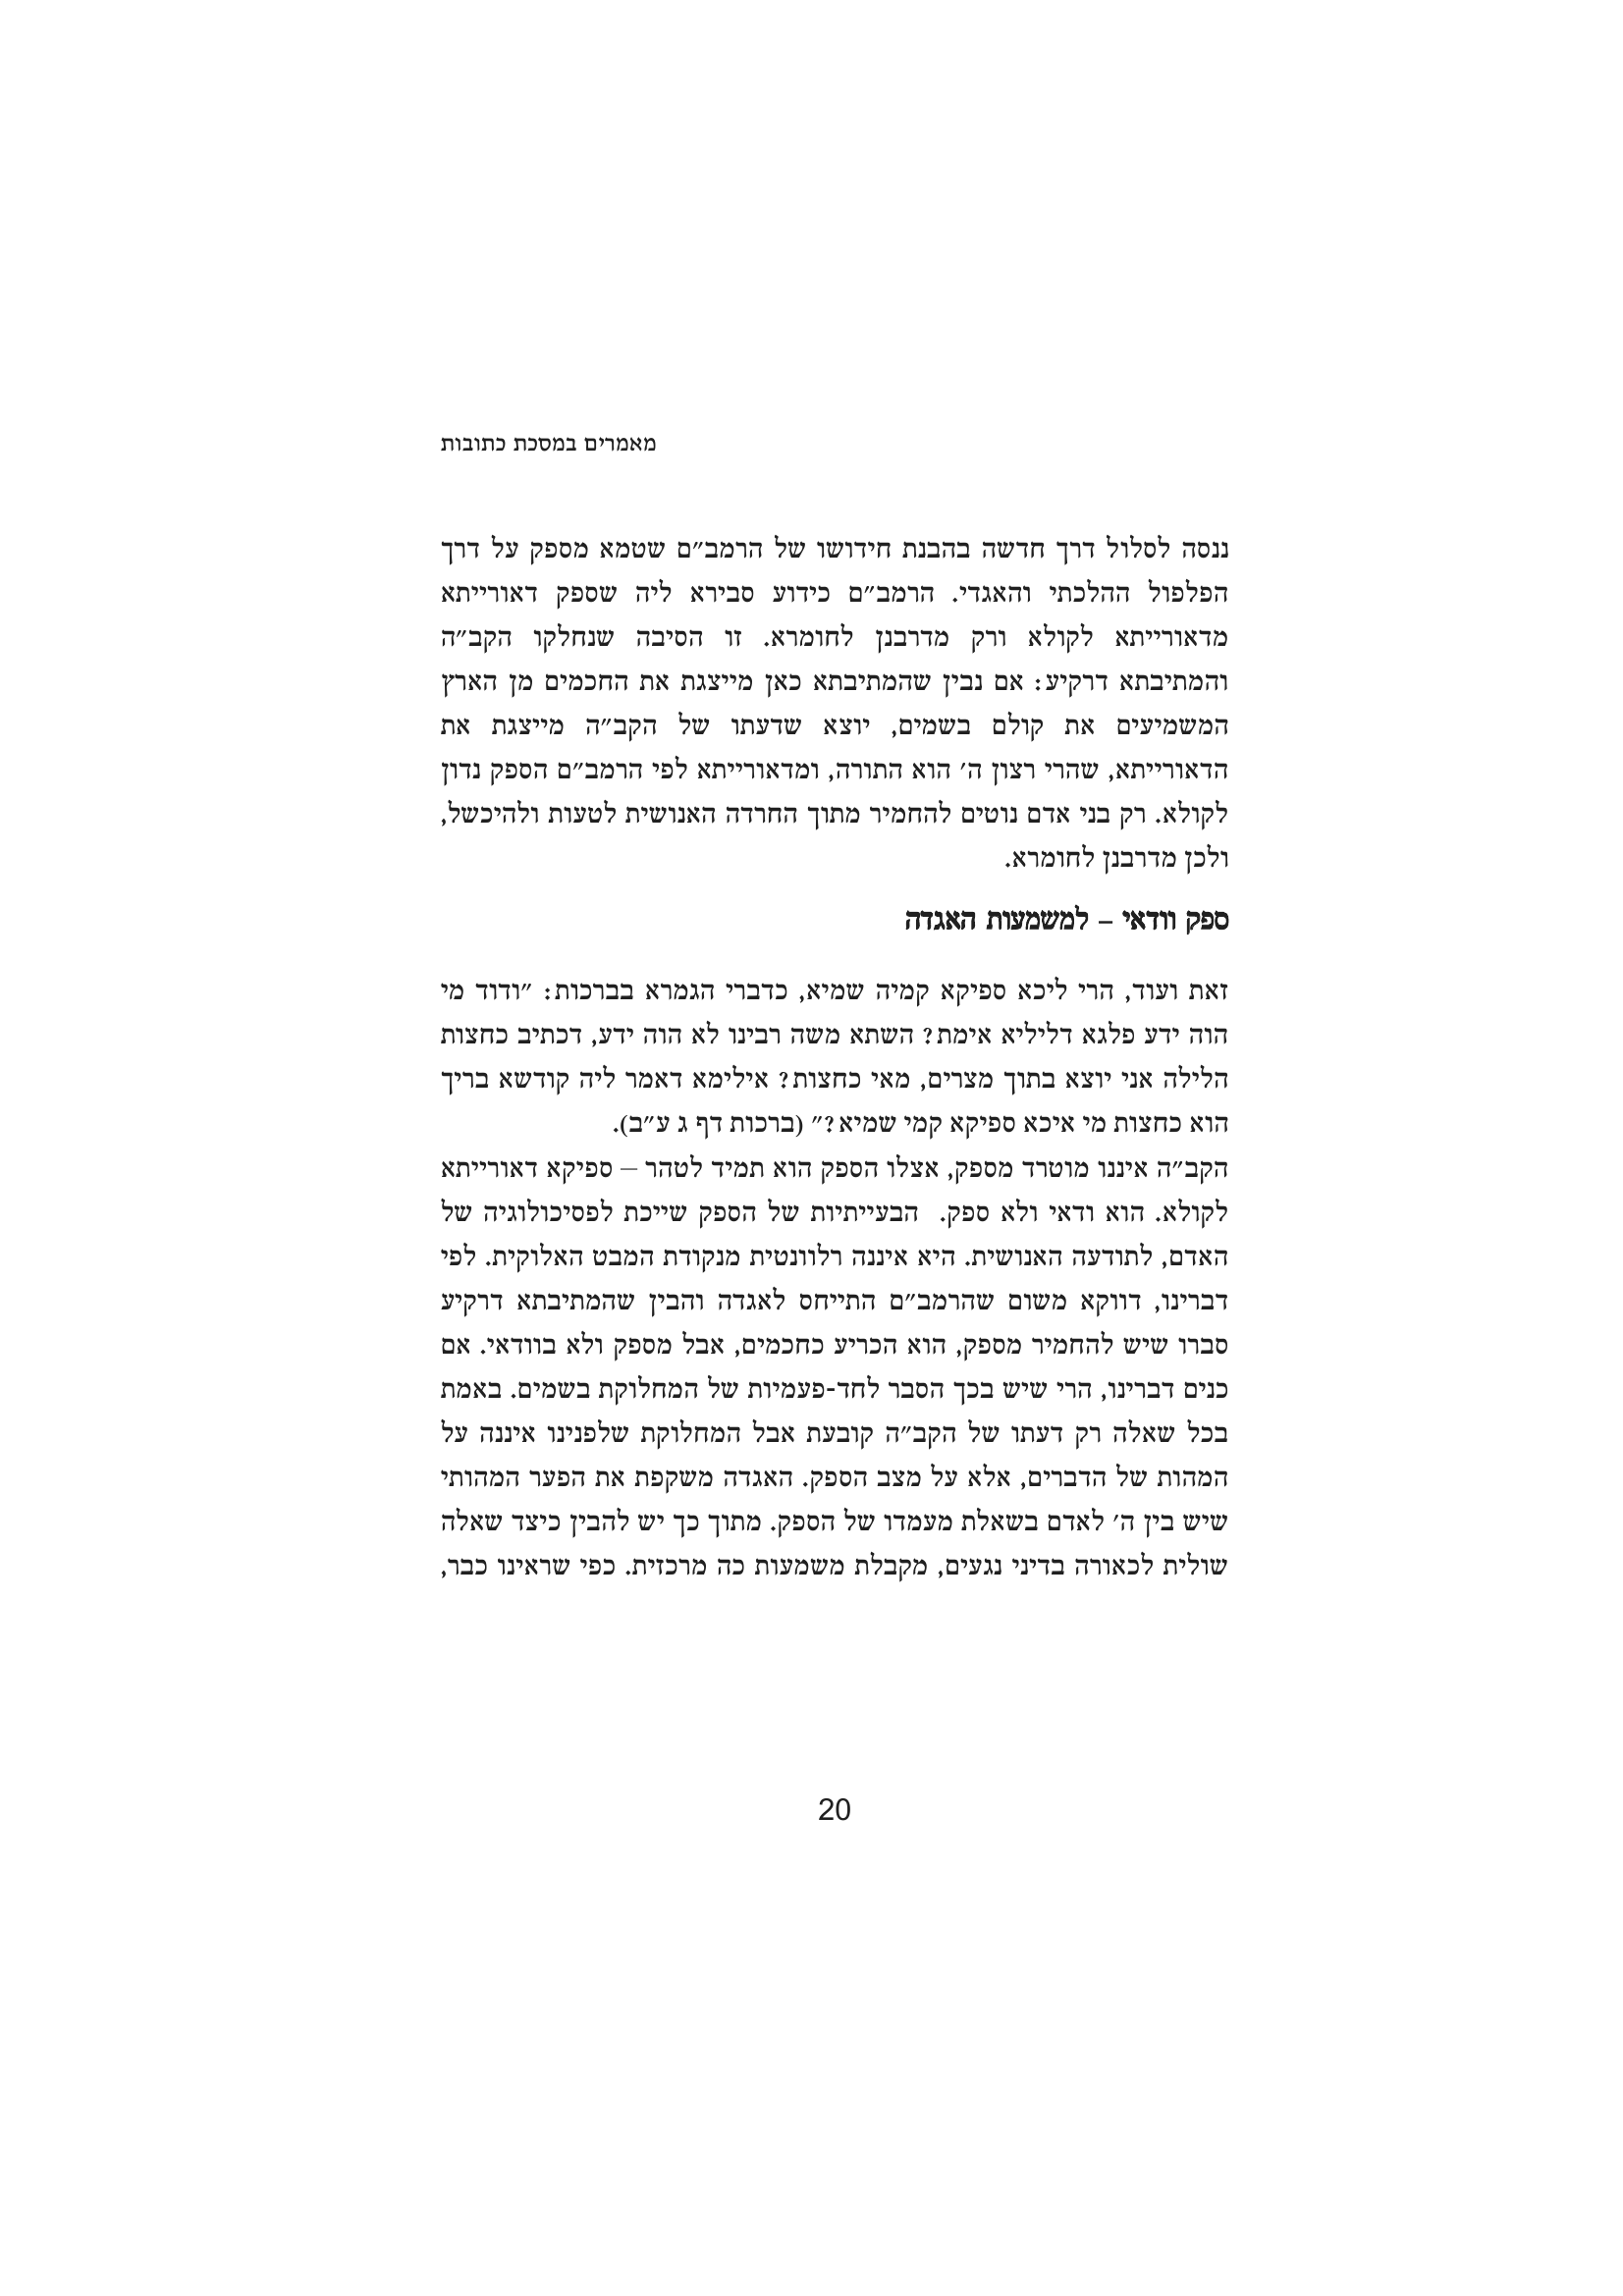 מאמרים במסכת כתובות
ננסה לסלול דרך חדשה בהבנת חידושו של הרמב״ם שטמא מספק על דרך
הפלפול ההלכתי והאגדי. הרמב״ם כידוע סבירא ליה שספק דאורייתא
מדאורייתא לקולא ורק מדרבנן לחומרא. זו הסיבה שנחלקו הקב״ה
והמתיבתא דרקיע: אם נבין שהמתיבתא כאן מייצגת את החכמים מן הארץ
המשמיעים את קולם בשמים, יוצא שדעתו של הקב״ה מייצגת את
הדאורייתא, שהרי רצון ה׳ הוא התורה, ומדאורייתא לפי הרמב״ם הספק נדון
לקולא. רק בני אדם נוטים להחמיר מתוך החרדה האנושית לטעות ולהיכשל,
ולכן מדרבנן לחומרא.
ספק וודאי – למשמעות האגדה
זאת ועוד, הרי ליכא ספיקא קמיה שמיא, כדברי הגמרא בברכות: ״ודוד מי
הוה ידע פלגא דליליא אימת? השתא משה רבינו לא הוה ידע, דכתיב כחצות
הלילה אני יוצא בתוך מצרים, מאי כחצות? אילימא דאמר ליה קודשא בריך
הוא כחצות מי איכא ספיקא קמי שמיא?״ (ברכות דף ג ע״ב).
הקב״ה איננו מוטרד מספק, אצלו הספק הוא תמיד לטהר – ספיקא דאורייתא
לקולא. הוא ודאי ולא ספק. הבעייתיות של הספק שייכת לפסיכולוגיה של
האדם, לתודעה האנושית. היא איננה רלוונטית מנקודת המבט האלוקית. לפי
דברינו, דווקא משום שהרמב״ם התייחס לאגדה והבין שהמתיבתא דרקיע
סברו שיש להחמיר מספק, הוא הכריע כחכמים, אבל מספק ולא בוודאי. אם
כנים דברינו, הרי שיש בכך הסבר לחד-פעמיות של המחלוקת בשמים. באמת
בכל שאלה רק דעתו של הקב״ה קובעת אבל המחלוקת שלפנינו איננה על
המהות של הדברים, אלא על מצב הספק. האגדה משקפת את הפער המהותי
שיש בין ה׳ לאדם בשאלת מעמדו של הספק. מתוך כך יש להבין כיצד שאלה
שולית לכאורה בדיני נגעים, מקבלת משמעות כה מרכזית. כפי שראינו כבר,
20